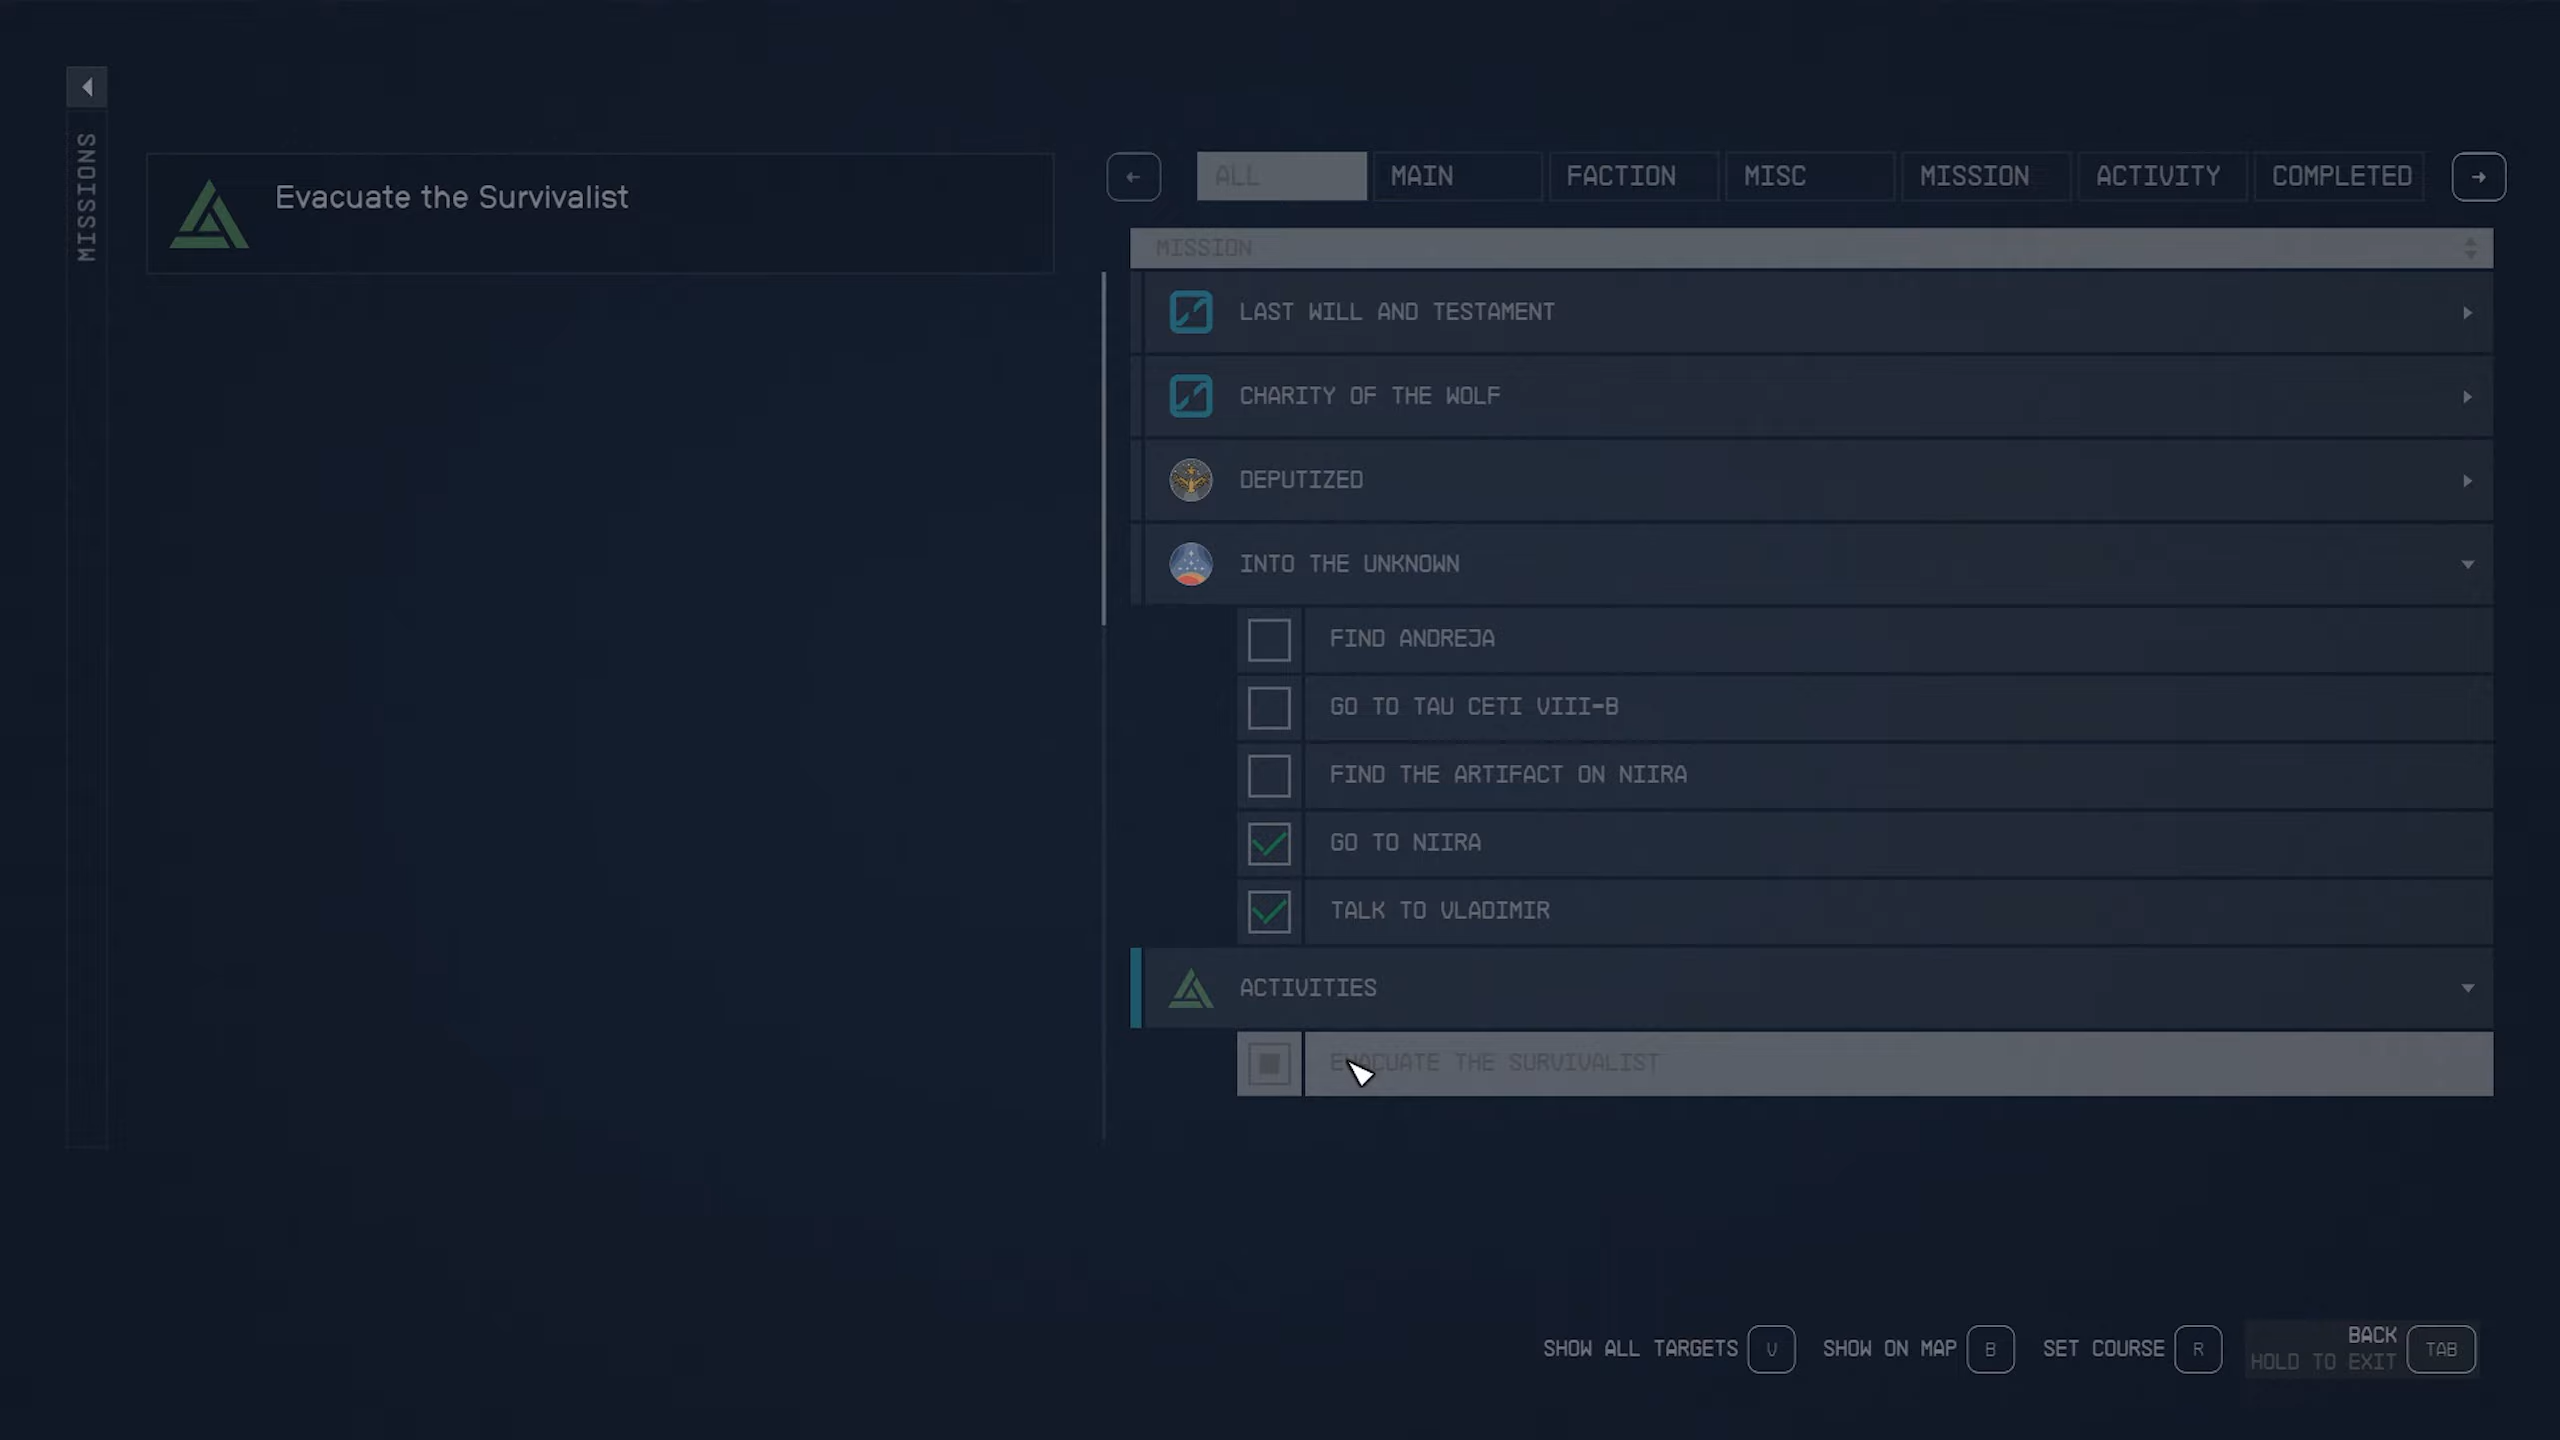 MISSIONS
Evacuate the Survivalist
ALL
MAIN
FACTION
MISC
MISSION
ACTIVITY
COMPLETED
MISSION
LAST WILL AND TESTAMENT
CHARITY OF THE WOLF
DEPUTIZED
INTO THE UNKNOWN
FIND ANDREJA
GO TO TAU CETI VIII-B
FIND THE ARTIFACT ON NIIRA
GO TO NIIRA
TALK TO VLADIMIR
ACTIVITIES
EVACUATE THE SURVIVALIST
SHOW ALL TARGETS V
SHOW ON MAP B
SET COURSE R
BACK
HOLD TO EXIT
TAB